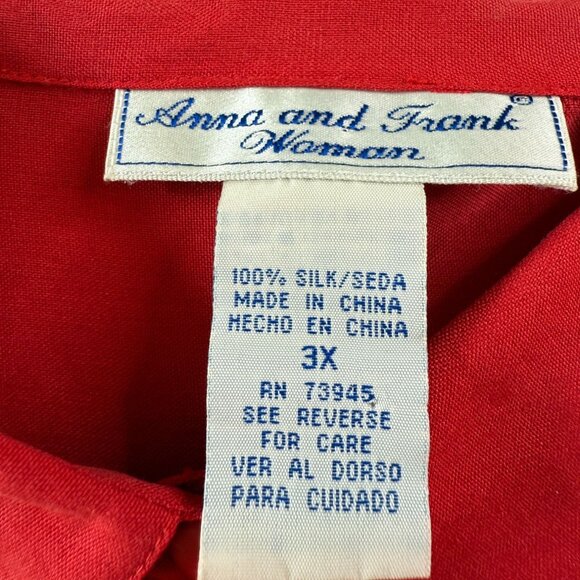 Anna and Frank®
Woman
100% SILK/SEDA
MADE IN CHINA
HECHO EN CHINA
3X
RN 73945
SEE REVERSE
FOR CARE
VER AL DORSO
PARA CUIDADO